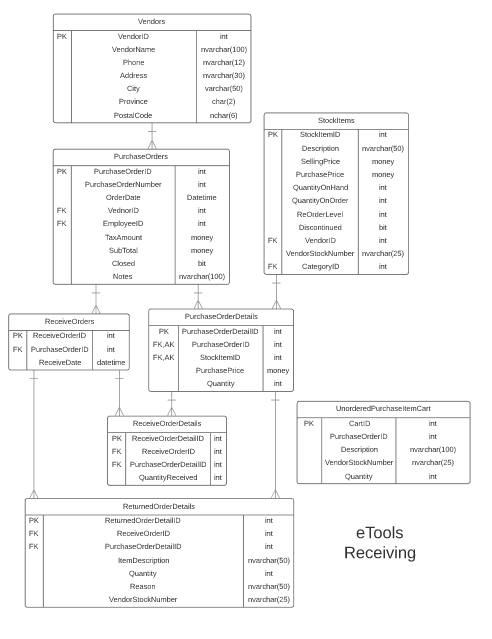 Vendors
PK VendorID int
VendorName nvarchar(100)
Phone nvarchar(12)
Address nvarchar(30)
City varchar(50)
Province char(2)
PostalCode nchar(6)
StockItems
PK StockItemID int
Description nvarchar(50)
SellingPrice money
PurchasePrice money
QuantityOnHand int
QuantityOnOrder int
ReOrderLevel int
Discontinued bit
FK VendorID int
VendorStockNumber nvarchar(25)
FK CategoryID int
PurchaseOrders
PK PurchaseOrderID int
PurchaseOrderNumber int
OrderDate Datetime
FK VednorID int
FK EmployeeID int
TaxAmount money
SubTotal money
Closed bit
Notes nvarchar(100)
ReceiveOrders
PK ReceiveOrderID int
FK PurchaseOrderID int
ReceiveDate datetime
PurchaseOrderDetails
PK PurchaseOrderDetailID int
FK,AK PurchaseOrderID int
FK,AK StockItemID int
PurchasePrice money
Quantity int
ReceiveOrderDetails
PK ReceiveOrderDetailID int
FK ReceiveOrderID int
FK PurchaseOrderDetailID int
QuantityReceived int
UnorderedPurchaseItemCart
PK CartID int
PurchaseOrderID int
Description nvarchar(100)
VendorStockNumber nvarchar(25)
Quantity int
ReturnedOrderDetails
PK ReturnedOrderDetailID int
FK ReceiveOrderID int
FK PurchaseOrderDetailID int
ItemDescription nvarchar(50)
Quantity int
Reason nvarchar(50)
VendorStockNumber nvarchar(25)
eTools
Receiving